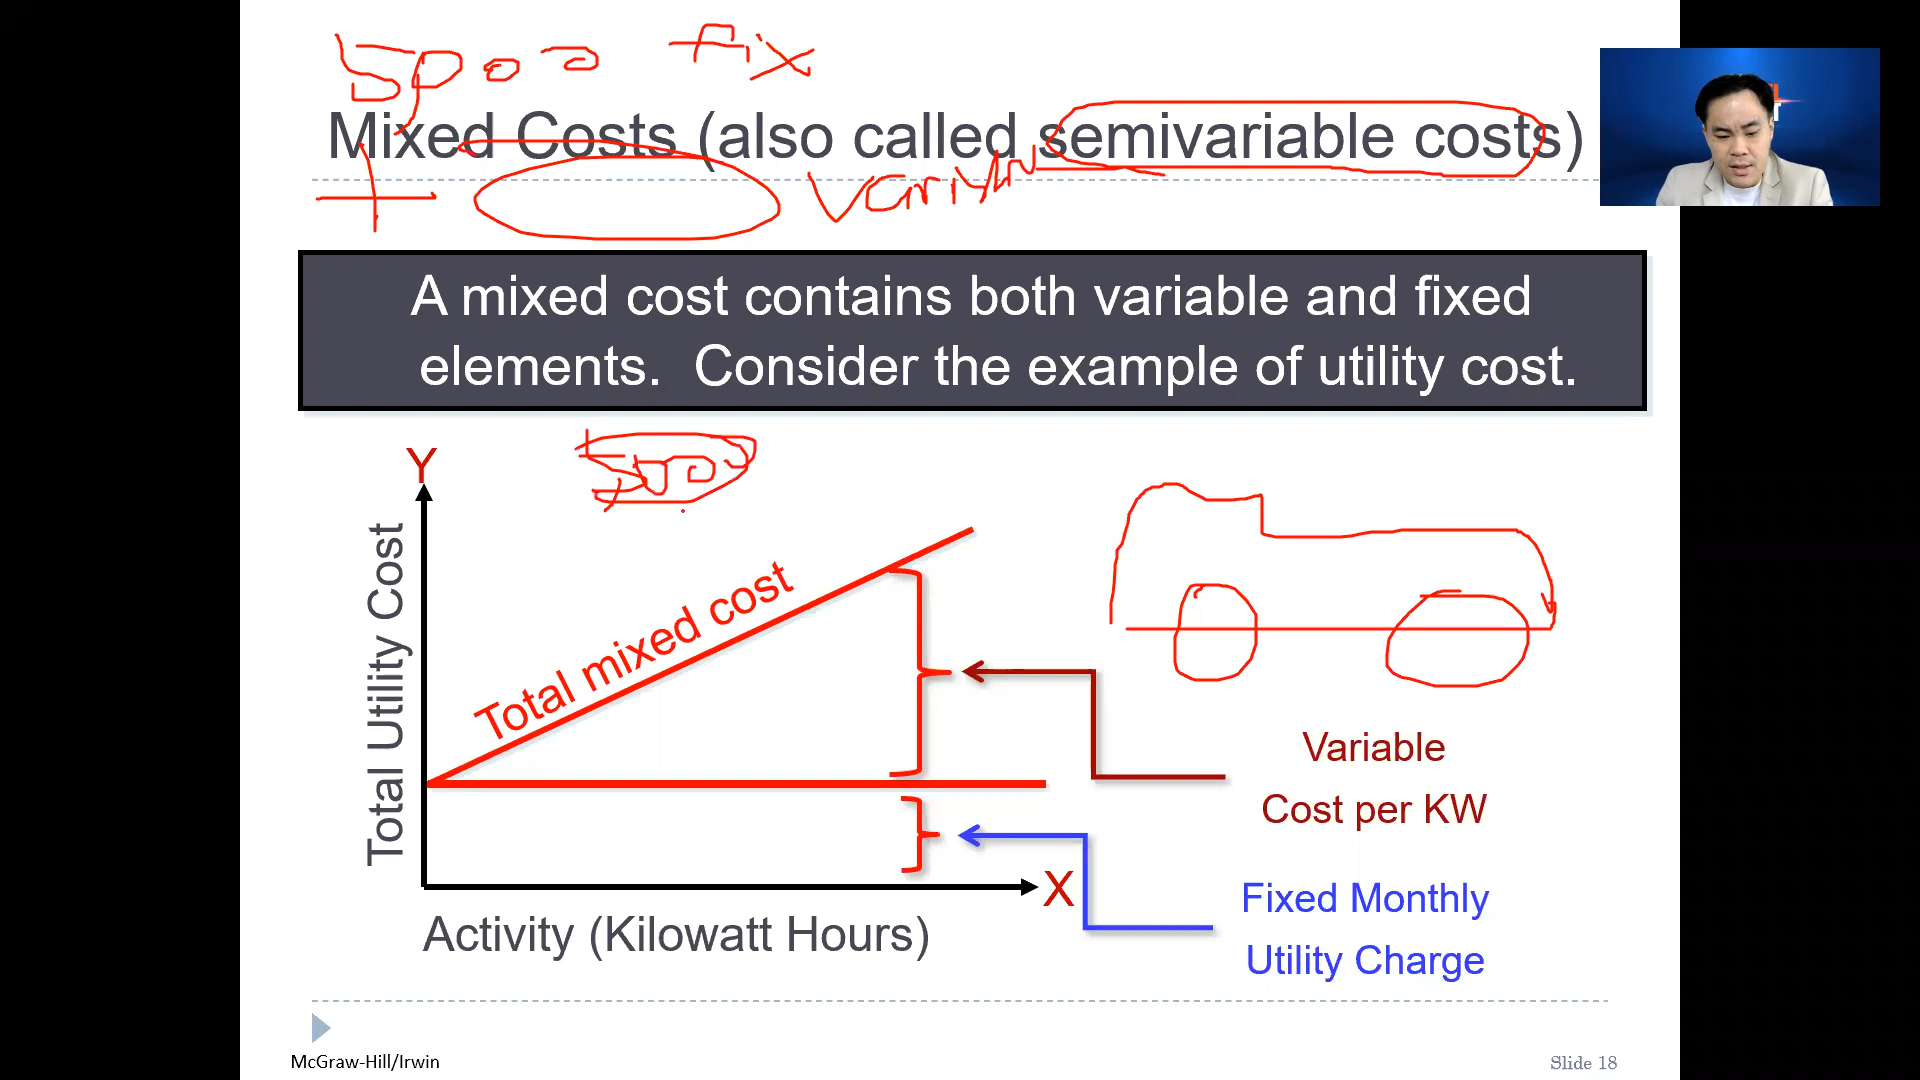 5000 fix
Mixed Costs (also called semivariable costs)
+
A mixed cost contains both variable and fixed
elements. Consider the example of utility cost.
Y
Total Utility Cost
Total mixed cost
Variable
Cost per KW
X
Fixed Monthly
Utility Charge
Activity (Kilowatt Hours)
McGraw-Hill/Irwin
Slide 18